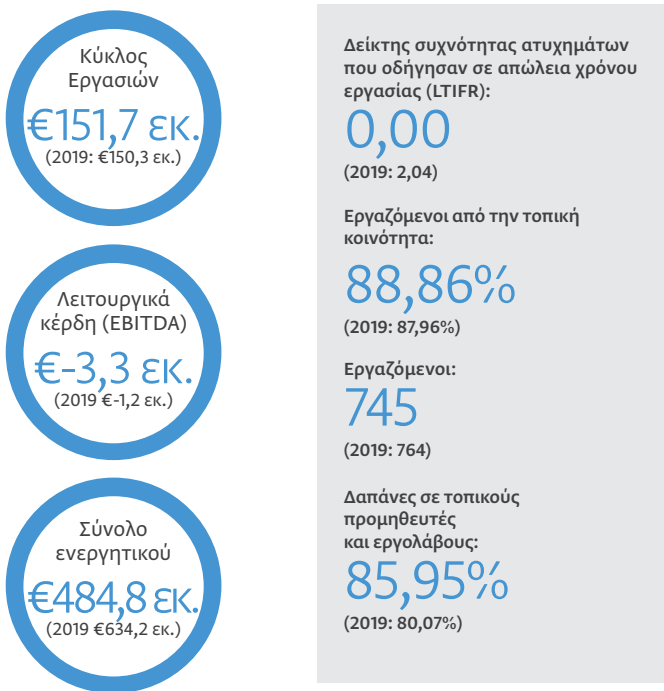 Κύκλος
Εργασιών
€151,7 εκ.
(2019: €150,3 εκ.)
Λειτουργικά
κέρδη (EBITDA)
€-3,3 εκ.
(2019 €-1,2 εκ.)
Σύνολο
ενεργητικού
€484,8 εκ.
(2019 €634,2 εκ.)
Δείκτης συχνότητας ατυχημάτων
που οδήγησαν σε απώλεια χρόνου
εργασίας (LTIFR):
0,00
(2019: 2,04)
Εργαζόμενοι από την τοπική
κοινότητα:
88,86%
(2019: 87,96%)
Εργαζόμενοι:
745
(2019: 764)
Δαπάνες σε τοπικούς
προμηθευτές
και εργολάβους:
85,95%
(2019: 80,07%)